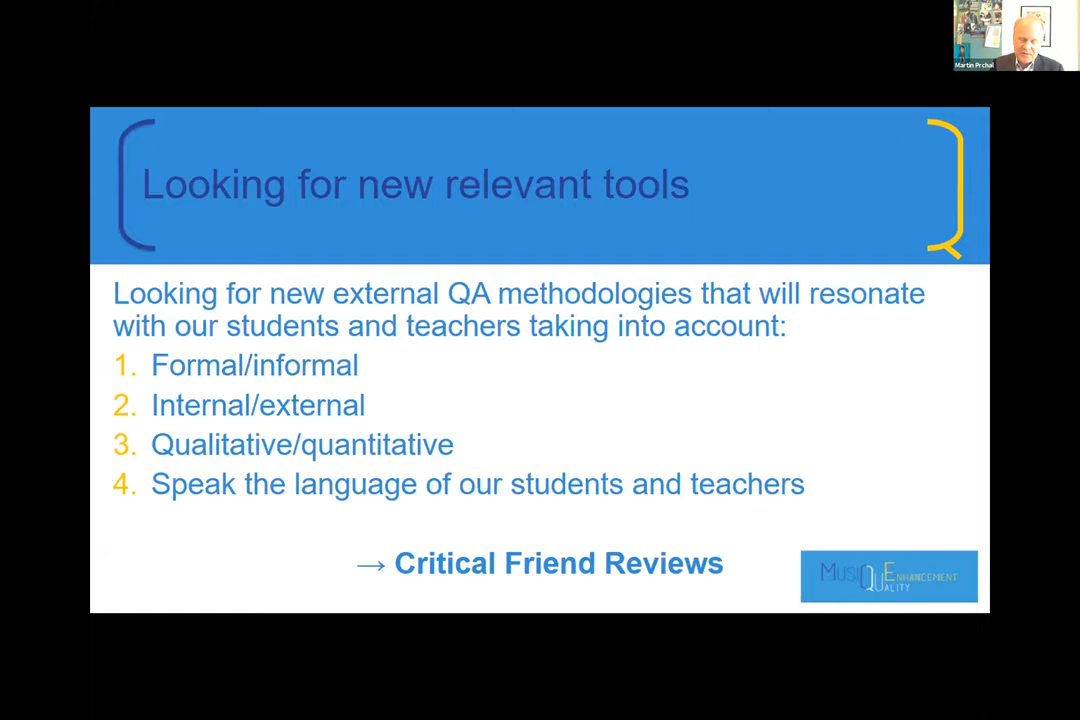 Martin Prchal
Looking for new relevant tools
Looking for new external QA methodologies that will resonate
with our students and teachers taking into account:
1. Formal/informal
2. Internal/external
3. Qualitative/quantitative
4. Speak the language of our students and teachers
→ Critical Friend Reviews
MUSIQUE ENHANCEMENT
QUALITY